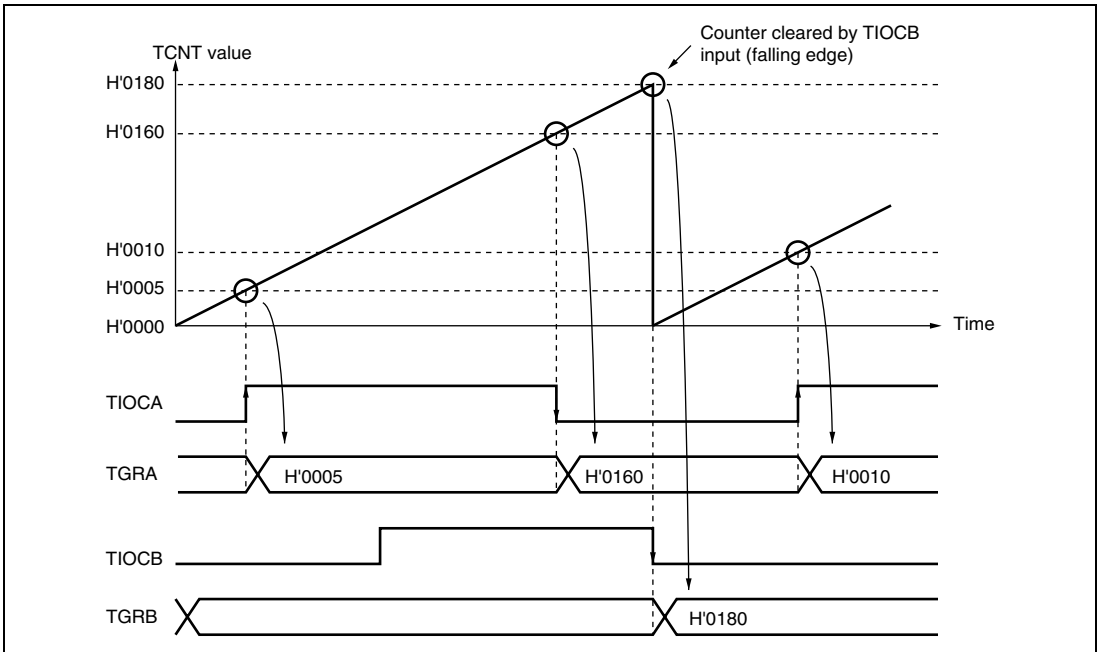 Counter cleared by TIOCB
input (falling edge)
TCNT value
H'0180
H'0160
H'0010
H'0005
H'0000
Time
TIOCA
TGRA
H'0005
H'0160
H'0010
TIOCB
TGRB
H'0180